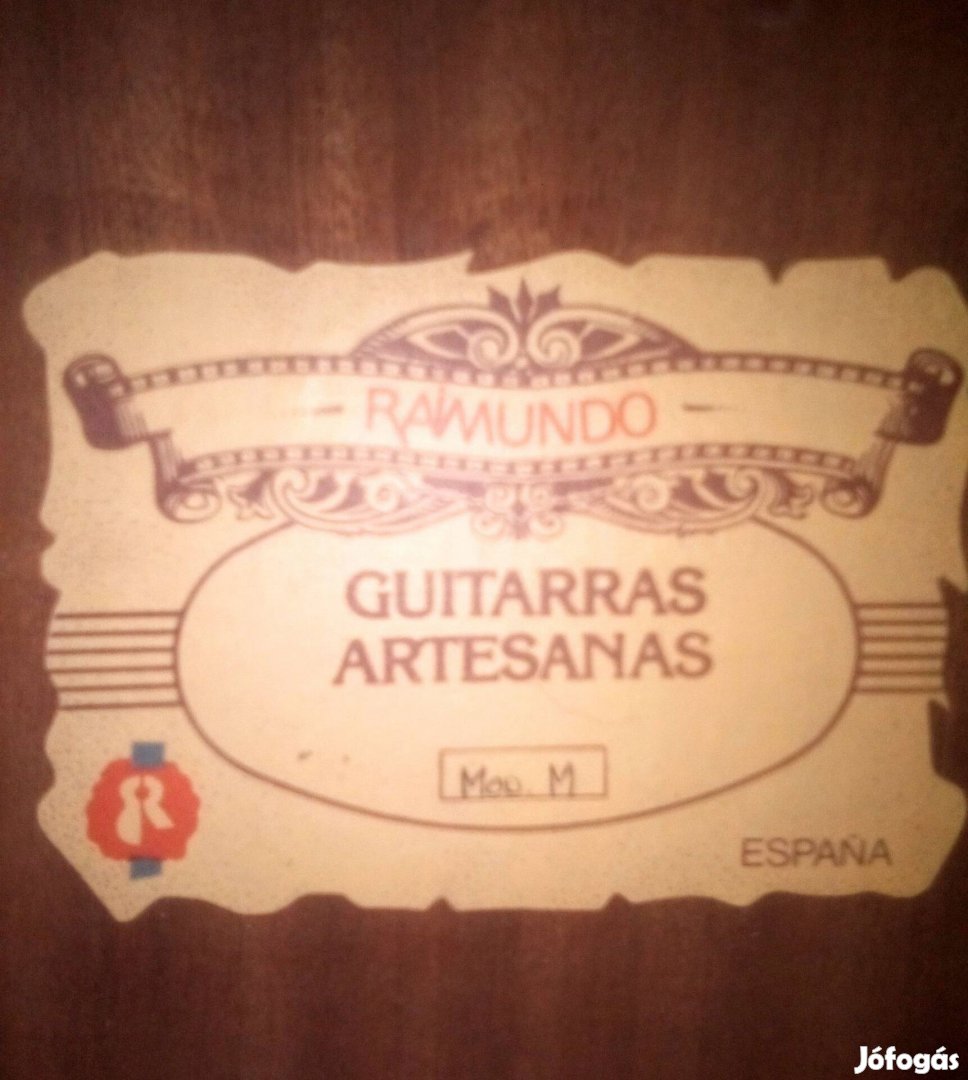 RAIMUNDO
GUITARRAS
ARTESANAS
MOD. M
R
ESPAÑA
Jófogás